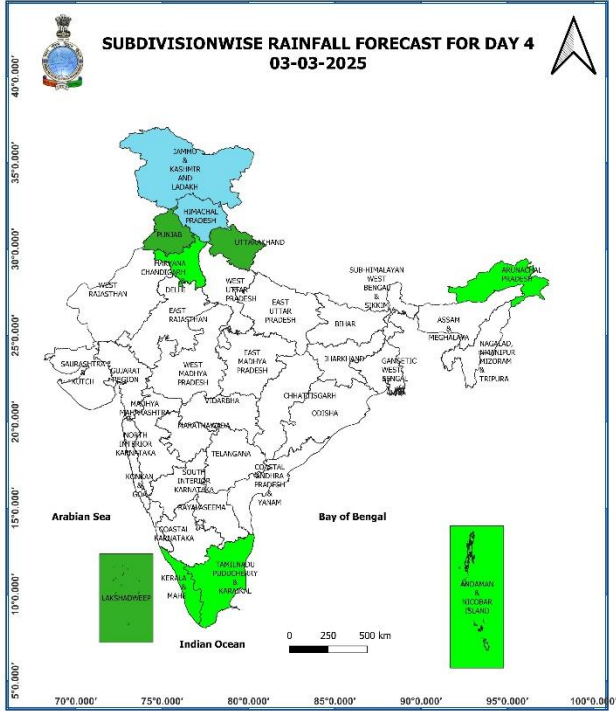 SUBDIVISIONWISE RAINFALL FORECAST FOR DAY 4
03-03-2025
40°0.000'
35°0.000'
30°0.000'
25°0.000'
20°0.000'
15°0.000'
10°0.000'
5°0.000'
JAMMO
&
KASHMIR
AND
LADAKH
HIMACHAL
PRADESH
PUNJAB
UTTARAKHAND
HARYANA
CHANDIGARH
&
DELHI
WEST
RAJASTHAN
WEST
UTTAR
PRADESH
EAST
RAJASTHAN
EAST
UTTAR
PRADESH
SUB-HIMALAYAN
WEST
BENGAL
&
SIKKIM
ARUNACHAL
PRADESH
ASSAM
&
MEGHALAYA
NAGALAD,
MANIPUR
MIZORAM
&
TRIPURA
BIHAR
JHARKHAND
GANGETIC
WEST
BENGAL
SAURASHTRA
&
KUTCH
GUJARAT
REGION
WEST
MADHYA
PRADESH
EAST
MADHYA
PRADESH
CHHATTISGARH
ODISHA
MADHYA
MAHARASHTRA
VIDARBHA
MARATHAWADA
NORTH
INTERIOR
KARNATAKA
TELANGANA
KONKAN
&
GOA
SOUTH
INTERIOR
KARNATAKA
COASTAL
ANDHRA
PRADESH
&
YANAM
RAYALASEEMA
COASTAL
KARNATAKA
Arabian Sea
Bay of Bengal
LAKSHADWEEP
KERALA
&
MAHE
TAMILNADU
PUDUCHERRY
&
KARAIKAL
ANDAMAN
&
NICOBAR
ISLAND
Indian Ocean
0 250 500 km
70°0.000' 75°0.000' 80°0.000' 85°0.000' 90°0.000' 95°0.000' 100°0.000'